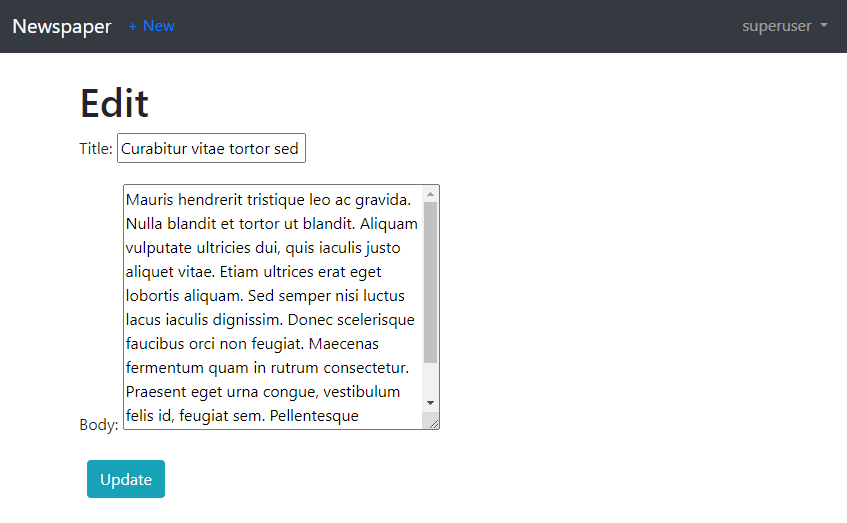 Newspaper + New superuser
Edit
Title: Curabitur vitae tortor sed
Mauris hendrerit tristique leo ac gravida.
Nulla blandit et tortor ut blandit. Aliquam
vulputate ultricies dui, quis iaculis justo
aliquet vitae. Etiam ultrices erat eget
lobortis aliquam. Sed semper nisi luctus
lacus iaculis dignissim. Donec scelerisque
faucibus orci non feugiat. Maecenas
fermentum quam in rutrum consectetur.
Praesent eget urna congue, vestibulum
felis id, feugiat sem. Pellentesque
Body:
Update